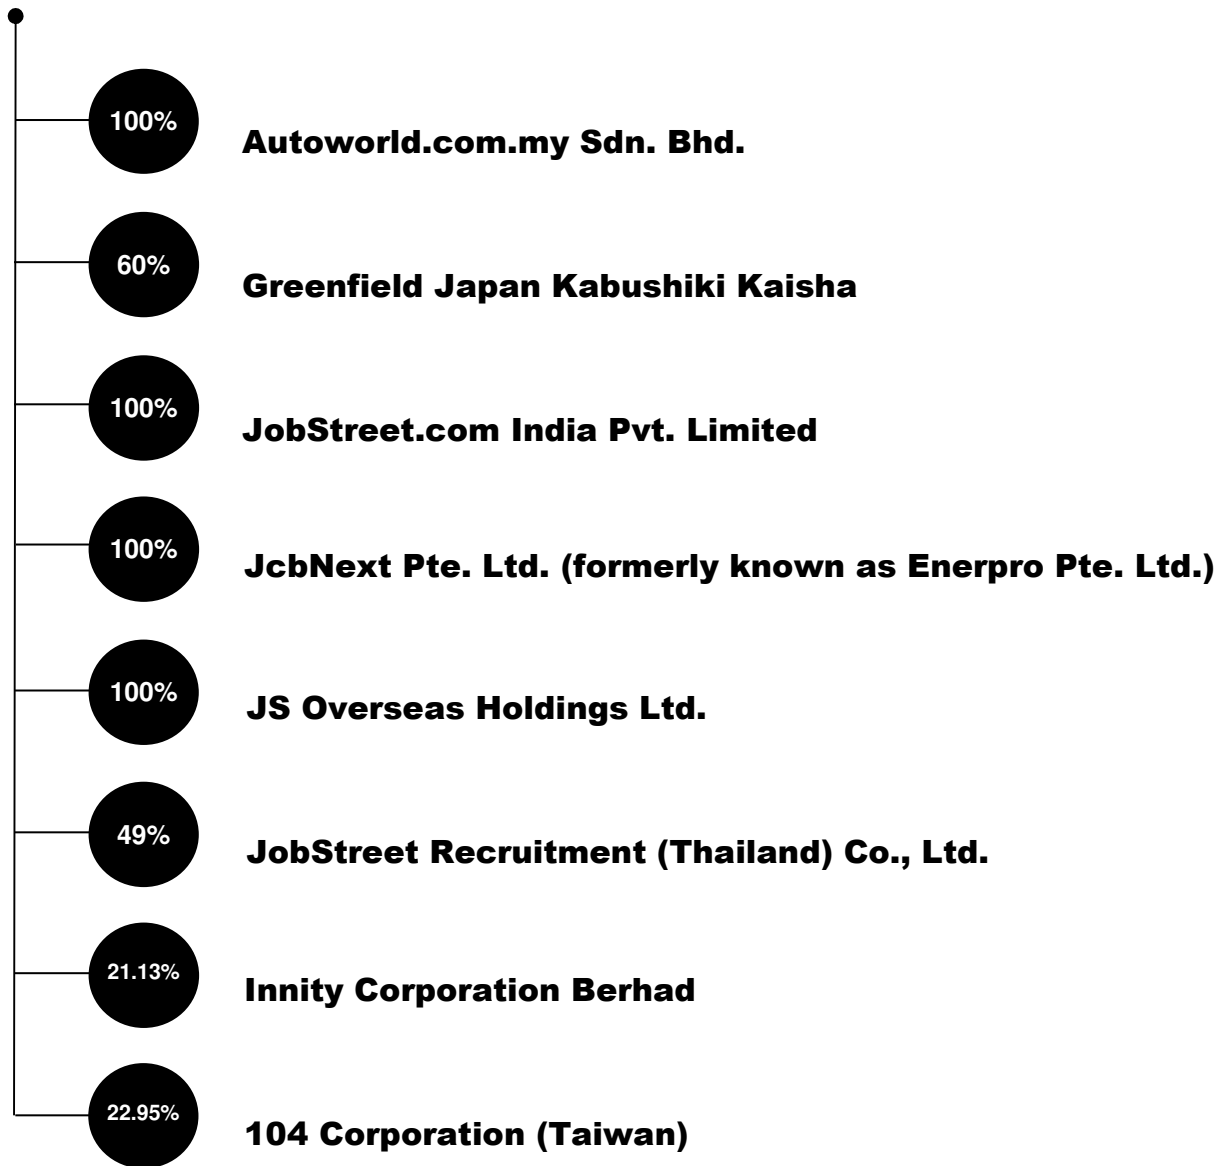 100%
Autoworld.com.my Sdn. Bhd.
60%
Greenfield Japan Kabushiki Kaisha
100%
JobStreet.com India Pvt. Limited
100%
JcbNext Pte. Ltd. (formerly known as Enerpro Pte. Ltd.)
100%
JS Overseas Holdings Ltd.
49%
JobStreet Recruitment (Thailand) Co., Ltd.
21.13%
Innity Corporation Berhad
22.95%
104 Corporation (Taiwan)